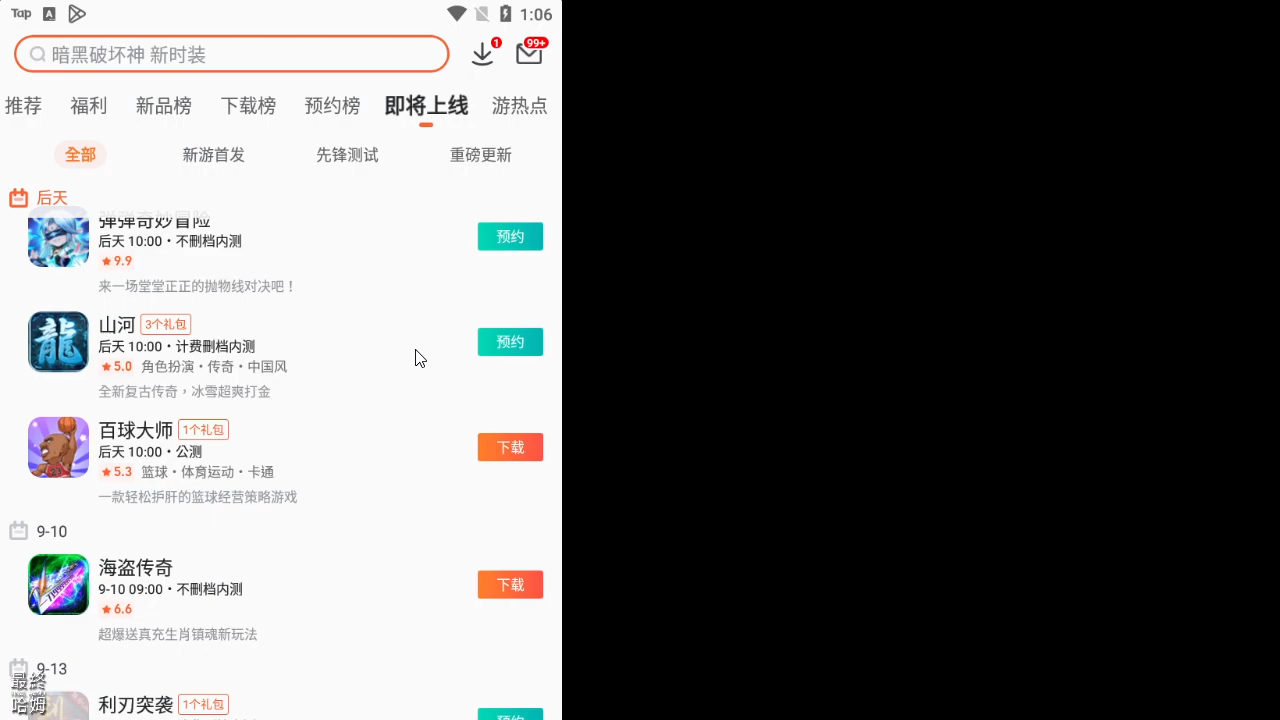 Tap A 1:06
暗黑破坏神 新时装 1 99+
推荐 福利 新品榜 下载榜 预约榜 即将上线 游热点
全部 新游首发 先锋测试 重磅更新
后天
弹弹奇妙冒险
后天 10:00・不删档内测
预约
9.9
来一场堂堂正正的抛物线对决吧！
山河 3个礼包
后天 10:00・计费删档内测
预约
5.0 角色扮演・传奇・中国风
全新复古传奇，冰雪超爽打金
百球大师 1个礼包
后天 10:00・公测
下载
5.3 篮球・体育运动・卡通
一款轻松护肝的篮球经营策略游戏
9-10
海盗传奇
9-10 09:00・不删档内测
下载
6.6
超爆送真充生肖镇魂新玩法
9-13
最終
哈姆
利刃突袭 1个礼包
预约